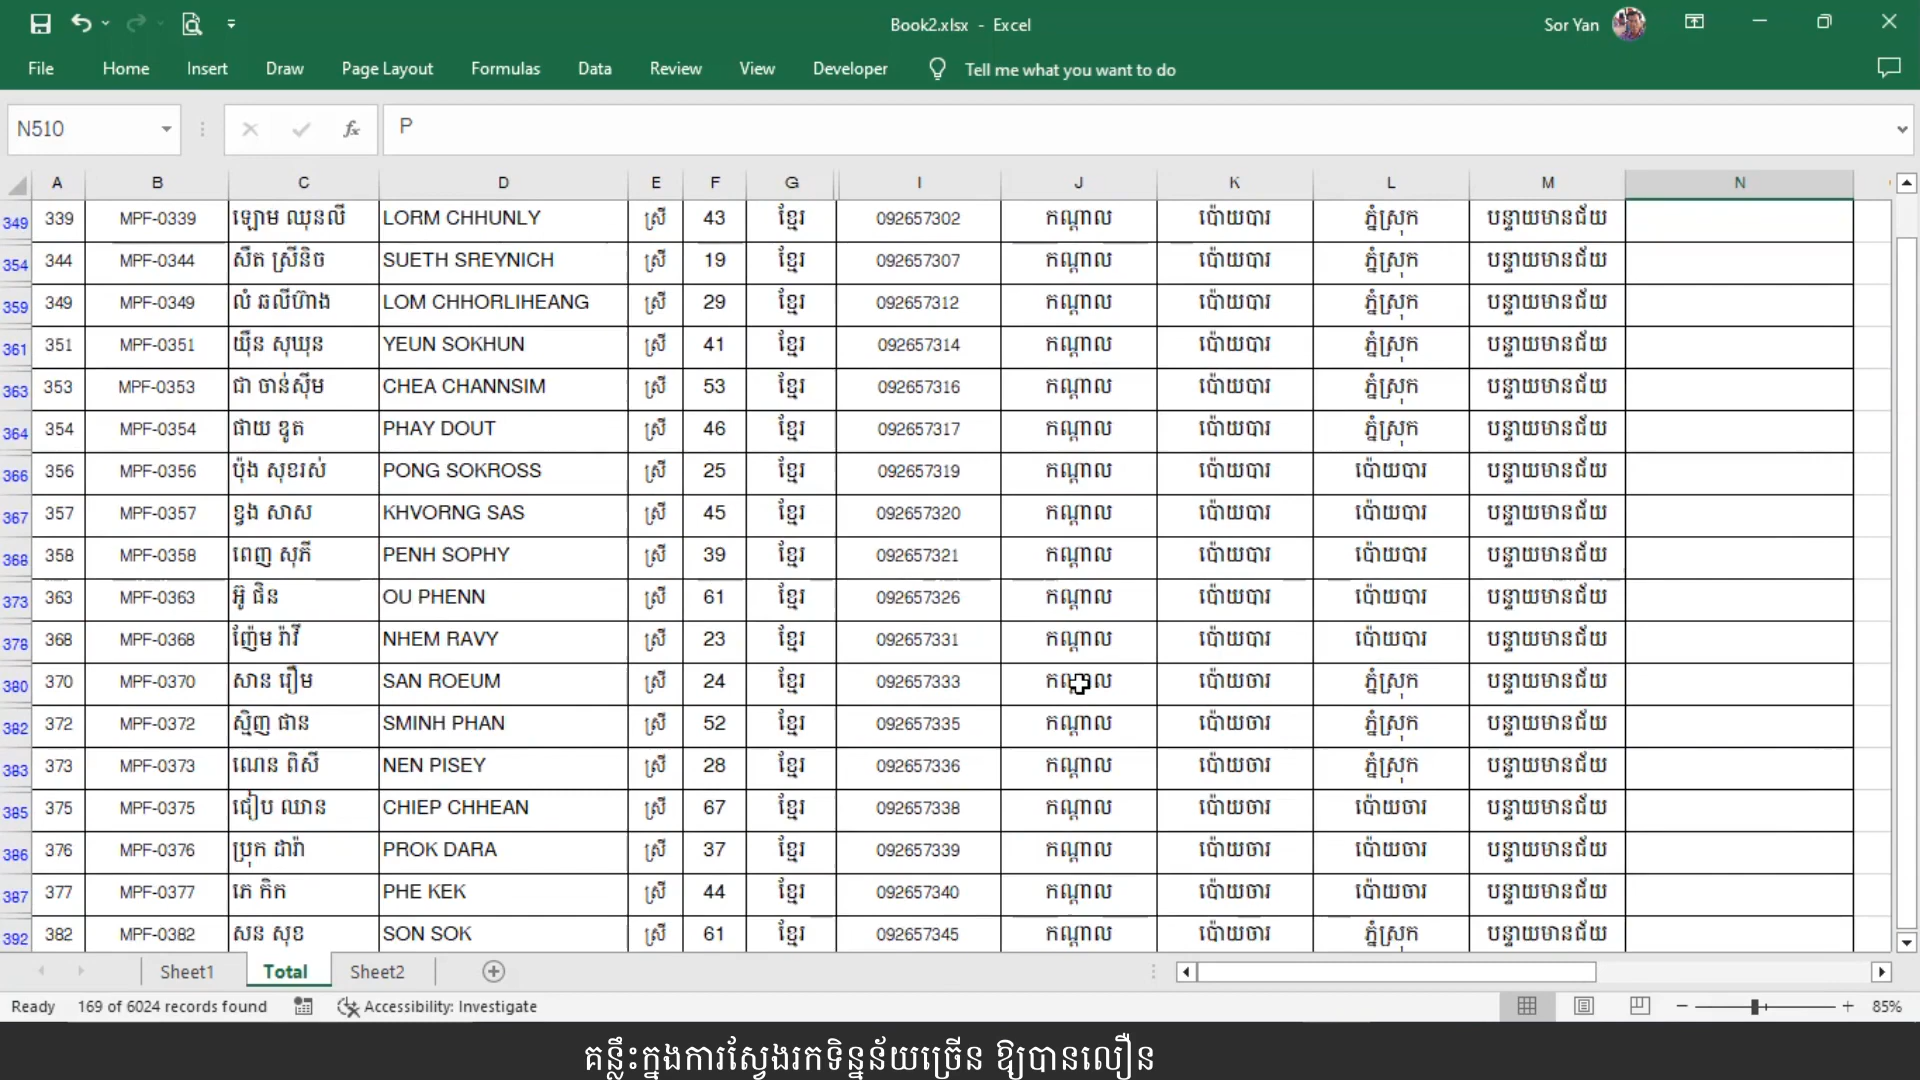 Book2.xlsx - Excel
Sor Yan
File Home Insert Draw Page Layout Formulas Data Review View Developer Tell me what you want to do
N510 fx P
A B C D E F G I J K L M N
349 339 MPF-0339 ឡោម ឈុនលី LORM CHHUNLY ស្រី 43 ខ្មែរ 092657302 កណ្តាល ប៉ោយបារ ភ្នំស្រុក បន្ទាយមានជ័យ
354 344 MPF-0344 សឺត ស្រីនិច SUETH SREYNICH ស្រី 19 ខ្មែរ 092657307 កណ្តាល ប៉ោយបារ ភ្នំស្រុក បន្ទាយមានជ័យ
359 349 MPF-0349 លំ ឆលីហ៊ាង LOM CHHORLIHEANG ស្រី 29 ខ្មែរ 092657312 កណ្តាល ប៉ោយបារ ភ្នំស្រុក បន្ទាយមានជ័យ
361 351 MPF-0351 យ៉ឺន សុឃុន YEUN SOKHUN ស្រី 41 ខ្មែរ 092657314 កណ្តាល ប៉ោយបារ ភ្នំស្រុក បន្ទាយមានជ័យ
363 353 MPF-0353 ជា ចាន់ស៊ីម CHEA CHANNSIM ស្រី 53 ខ្មែរ 092657316 កណ្តាល ប៉ោយបារ ភ្នំស្រុក បន្ទាយមានជ័យ
364 354 MPF-0354 ផាយ ឌូត PHAY DOUT ស្រី 46 ខ្មែរ 092657317 កណ្តាល ប៉ោយបារ ភ្នំស្រុក បន្ទាយមានជ័យ
366 356 MPF-0356 ប៉ុង សុខរស់ PONG SOKROSS ស្រី 25 ខ្មែរ 092657319 កណ្តាល ប៉ោយបារ ប៉ោយបារ បន្ទាយមានជ័យ
367 357 MPF-0357 ខ្វង សាស KHVORNG SAS ស្រី 45 ខ្មែរ 092657320 កណ្តាល ប៉ោយបារ ប៉ោយបារ បន្ទាយមានជ័យ
368 358 MPF-0358 ពេញ សុភី PENH SOPHY ស្រី 39 ខ្មែរ 092657321 កណ្តាល ប៉ោយបារ ប៉ោយបារ បន្ទាយមានជ័យ
373 363 MPF-0363 អ៊ូ ផិន OU PHENN ស្រី 61 ខ្មែរ 092657326 កណ្តាល ប៉ោយបារ ប៉ោយបារ បន្ទាយមានជ័យ
378 368 MPF-0368 ញ៉ែម រ៉ាវី NHEM RAVY ស្រី 23 ខ្មែរ 092657331 កណ្តាល ប៉ោយបារ ប៉ោយបារ បន្ទាយមានជ័យ
380 370 MPF-0370 សាន រឿម SAN ROEUM ស្រី 24 ខ្មែរ 092657333 កណ្តាល ប៉ោយចារ ភ្នំស្រុក បន្ទាយមានជ័យ
382 372 MPF-0372 ស្មិញ ផាន SMINH PHAN ស្រី 52 ខ្មែរ 092657335 កណ្តាល ប៉ោយចារ ភ្នំស្រុក បន្ទាយមានជ័យ
383 373 MPF-0373 ណេន ពិសី NEN PISEY ស្រី 28 ខ្មែរ 092657336 កណ្តាល ប៉ោយចារ ភ្នំស្រុក បន្ទាយមានជ័យ
385 375 MPF-0375 ជៀប ឈាន CHIEP CHHEAN ស្រី 67 ខ្មែរ 092657338 កណ្តាល ប៉ោយចារ ប៉ោយចារ បន្ទាយមានជ័យ
386 376 MPF-0376 ប្រុក ដារ៉ា PROK DARA ស្រី 37 ខ្មែរ 092657339 កណ្តាល ប៉ោយចារ ប៉ោយចារ បន្ទាយមានជ័យ
387 377 MPF-0377 ភេ កិក PHE KEK ស្រី 44 ខ្មែរ 092657340 កណ្តាល ប៉ោយចារ ប៉ោយចារ បន្ទាយមានជ័យ
392 382 MPF-0382 សន សុខ SON SOK ស្រី 61 ខ្មែរ 092657345 កណ្តាល ប៉ោយចារ ភ្នំស្រុក បន្ទាយមានជ័យ
Sheet1 Total Sheet2
Ready 169 of 6024 records found Accessibility: Investigate 85%
គន្លឹះក្នុងការស្វែងរកទិន្នន័យច្រើន ឱ្យបានលឿន